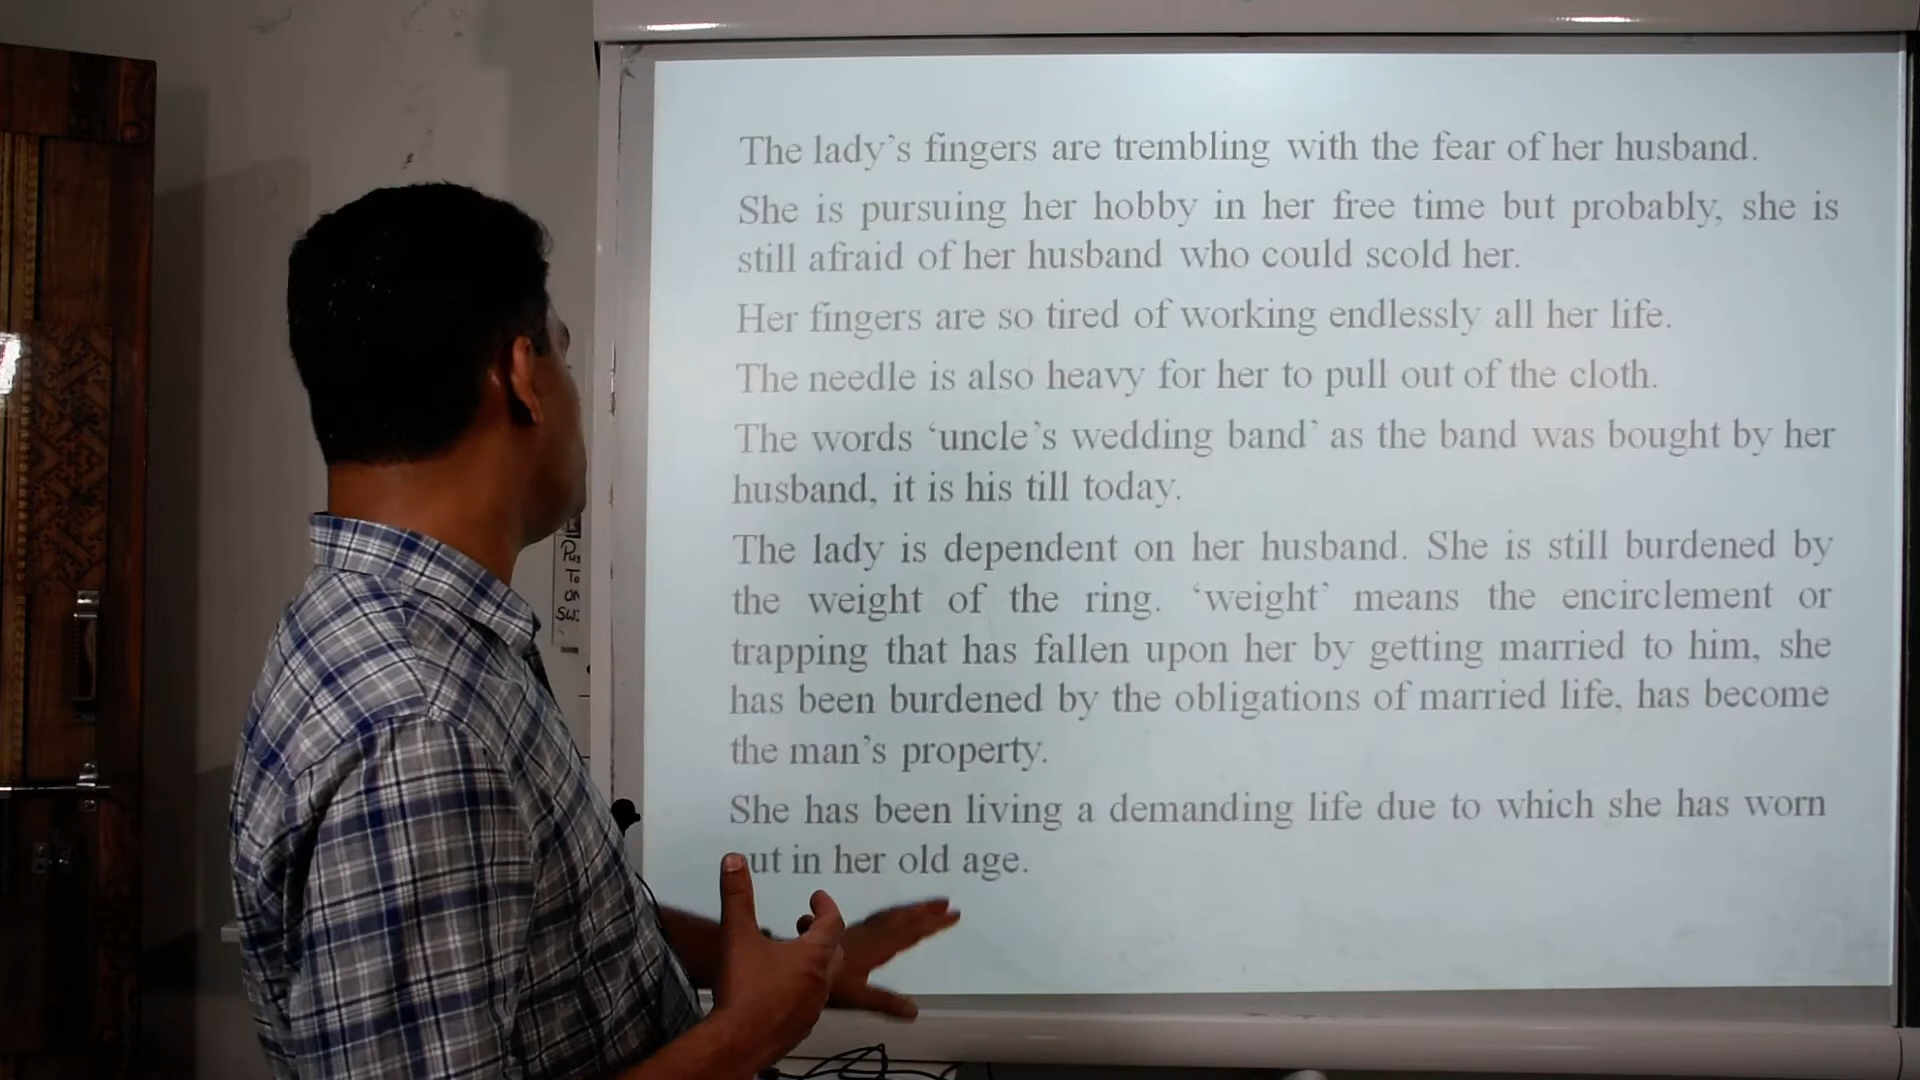 The lady's fingers are trembling with the fear of her husband.
She is pursuing her hobby in her free time but probably, she is
still afraid of her husband who could scold her.
Her fingers are so tired of working endlessly all her life.
The needle is also heavy for her to pull out of the cloth.
The words ‘uncle’s wedding band’ as the band was bought by her
husband, it is his till today.
The lady is dependent on her husband. She is still burdened by
the weight of the ring. ‘weight’ means the encirclement or
trapping that has fallen upon her by getting married to him, she
has been burdened by the obligations of married life, has become
the man’s property.
She has been living a demanding life due to which she has worn
out in her old age.
To